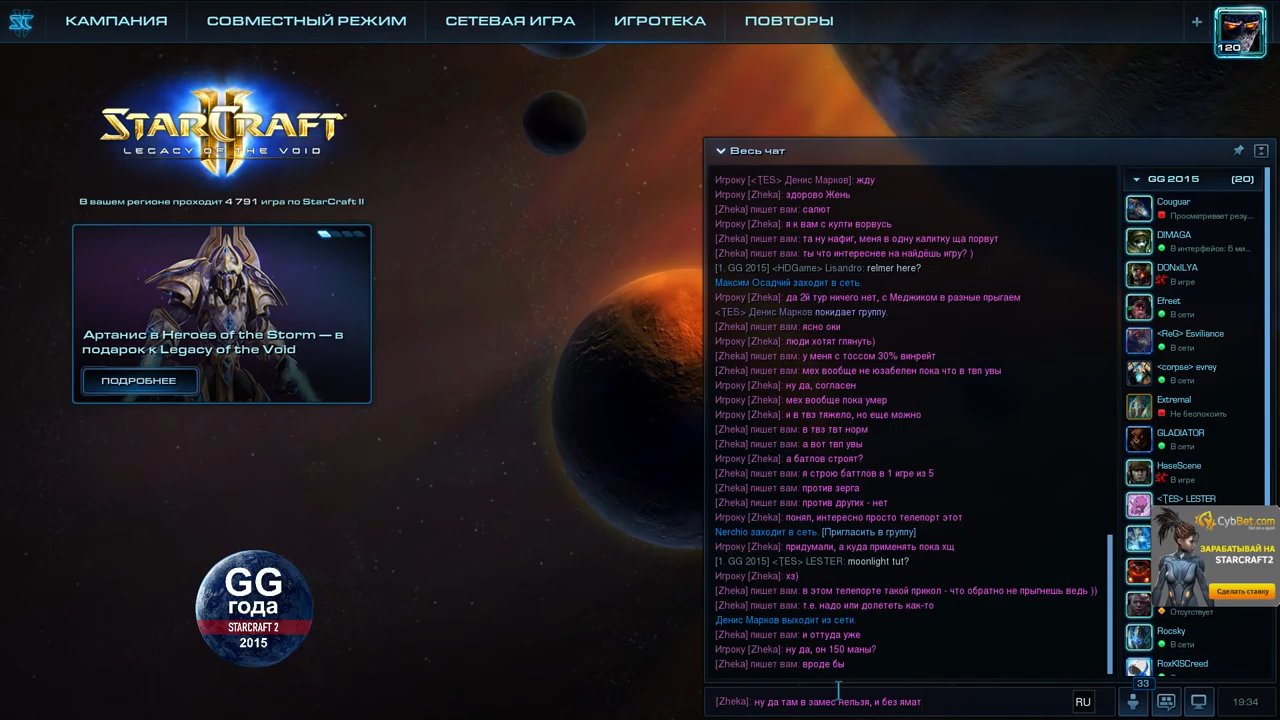 КАМПАНИЯ
СОВМЕСТНЫЙ РЕЖИМ
СЕТЕВАЯ ИГРА
ИГРОТЕКА
ПОВТОРЫ
120
STARCRAFT II
LEGACY OF THE VOID
В вашем регионе проходит 4 791 игра по StarCraft II
Артанис в Heroes of the Storm — в
подарок к Legacy of the Void
ПОДРОБНЕЕ
GG
года
STARCRAFT 2
2015
Весь чат
Игроку [<ŢES> Денис Марков]: жду
Игроку [Zheka]: здорово Жень
[Zheka] пишет вам: салют
Игроку [Zheka]: я к вам с култи ворвусь
[Zheka] пишет вам: та ну нафиг, меня в одну калитку ща порвут
[Zheka] пишет вам: ты что интереснее на найдёшь игру? )
[1. GG 2015] <HDGame> Lisandro: relmer here?
Максим Осадчий заходит в сеть.
Игроку [Zheka]: да 2й тур ничего нет, с Меджиком в разные прыгаем
<ŢES> Денис Марков покидает группу.
[Zheka] пишет вам: ясно оки
Игроку [Zheka]: люди хотят глянуть)
[Zheka] пишет вам: у меня с тоссом 30% винрейт
[Zheka] пишет вам: мех вообще не юзабелен пока что в твп увы
Игроку [Zheka]: ну да, согласен
Игроку [Zheka]: мех вообще пока умер
Игроку [Zheka]: и в твз тяжело, но еще можно
[Zheka] пишет вам: в твз твт норм
[Zheka] пишет вам: а вот твп увы
Игроку [Zheka]: а батлов строят?
[Zheka] пишет вам: я строю баттлов в 1 игре из 5
[Zheka] пишет вам: против зерга
[Zheka] пишет вам: против других - нет
Игроку [Zheka]: понял, интересно просто телепорт этот
Nerchio заходит в сеть. [Пригласить в группу]
Игроку [Zheka]: придумали, а куда применять пока хщ
[1. GG 2015] <ŢES> LESTER: moonlight tut?
Игроку [Zheka]: хз)
[Zheka] пишет вам: в этом телепорте такой прикол - что обратно не прыгнешь ведь ))
[Zheka] пишет вам: т.е. надо или долететь как-то
Денис Марков выходит из сети.
[Zheka] пишет вам: и оттуда уже
Игроку [Zheka]: ну да, он 150 маны?
[Zheka] пишет вам: вроде бы
[Zheka]: ну да там в замес нельзя, и без ямат
RU
GG 2015 (20)
Couguar
Просматривает резу...
DIMAGA
В интерфейсе: 6 ми...
DONxILYA
В игре
Efreet
В сети
<ReG> Esviliance
В сети
<corpse> evrey
В сети
Extremal
Не беспокоить
GLADIATOR
В сети
HaseScene
В игре
<ŢES> LESTER
CybBet.com
ЗАРАБАТЫВАЙ НА
STARCRAFT2
Сделать ставку
Отсутствует
Rocsky
В сети
RoxKISCreed
33
19:34